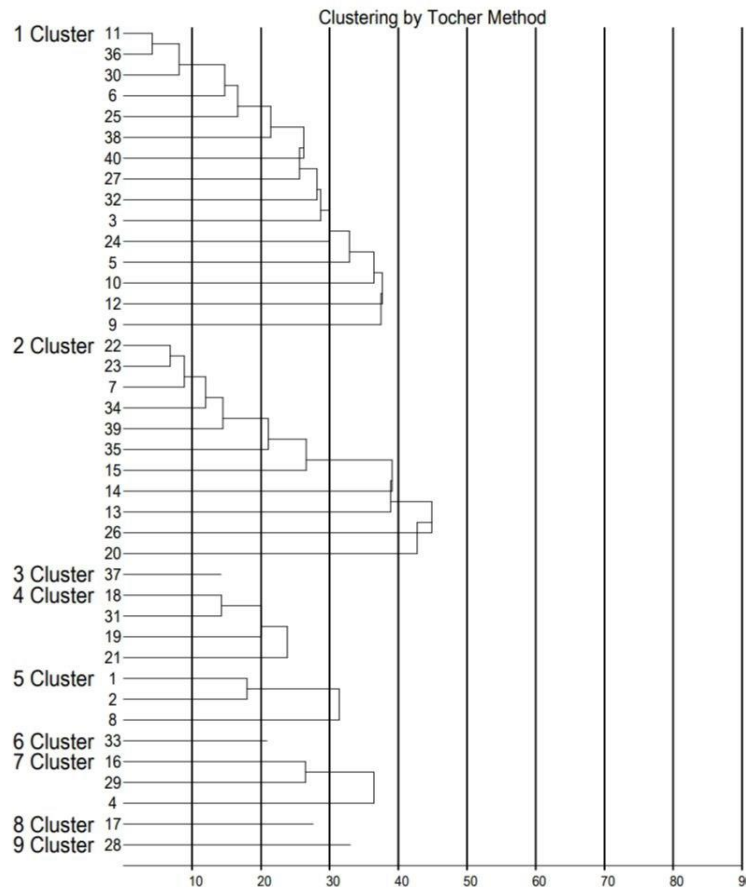 Clustering by Tocher Method
1 Cluster 11
36
30
6
25
38
40
27
32
3
24
5
10
12
9
2 Cluster 22
23
7
34
39
35
15
14
13
26
20
3 Cluster 37
4 Cluster 18
31
19
21
5 Cluster 1
2
8
6 Cluster 33
7 Cluster 16
29
4
8 Cluster 17
9 Cluster 28
10 20 30 40 50 60 70 80 90